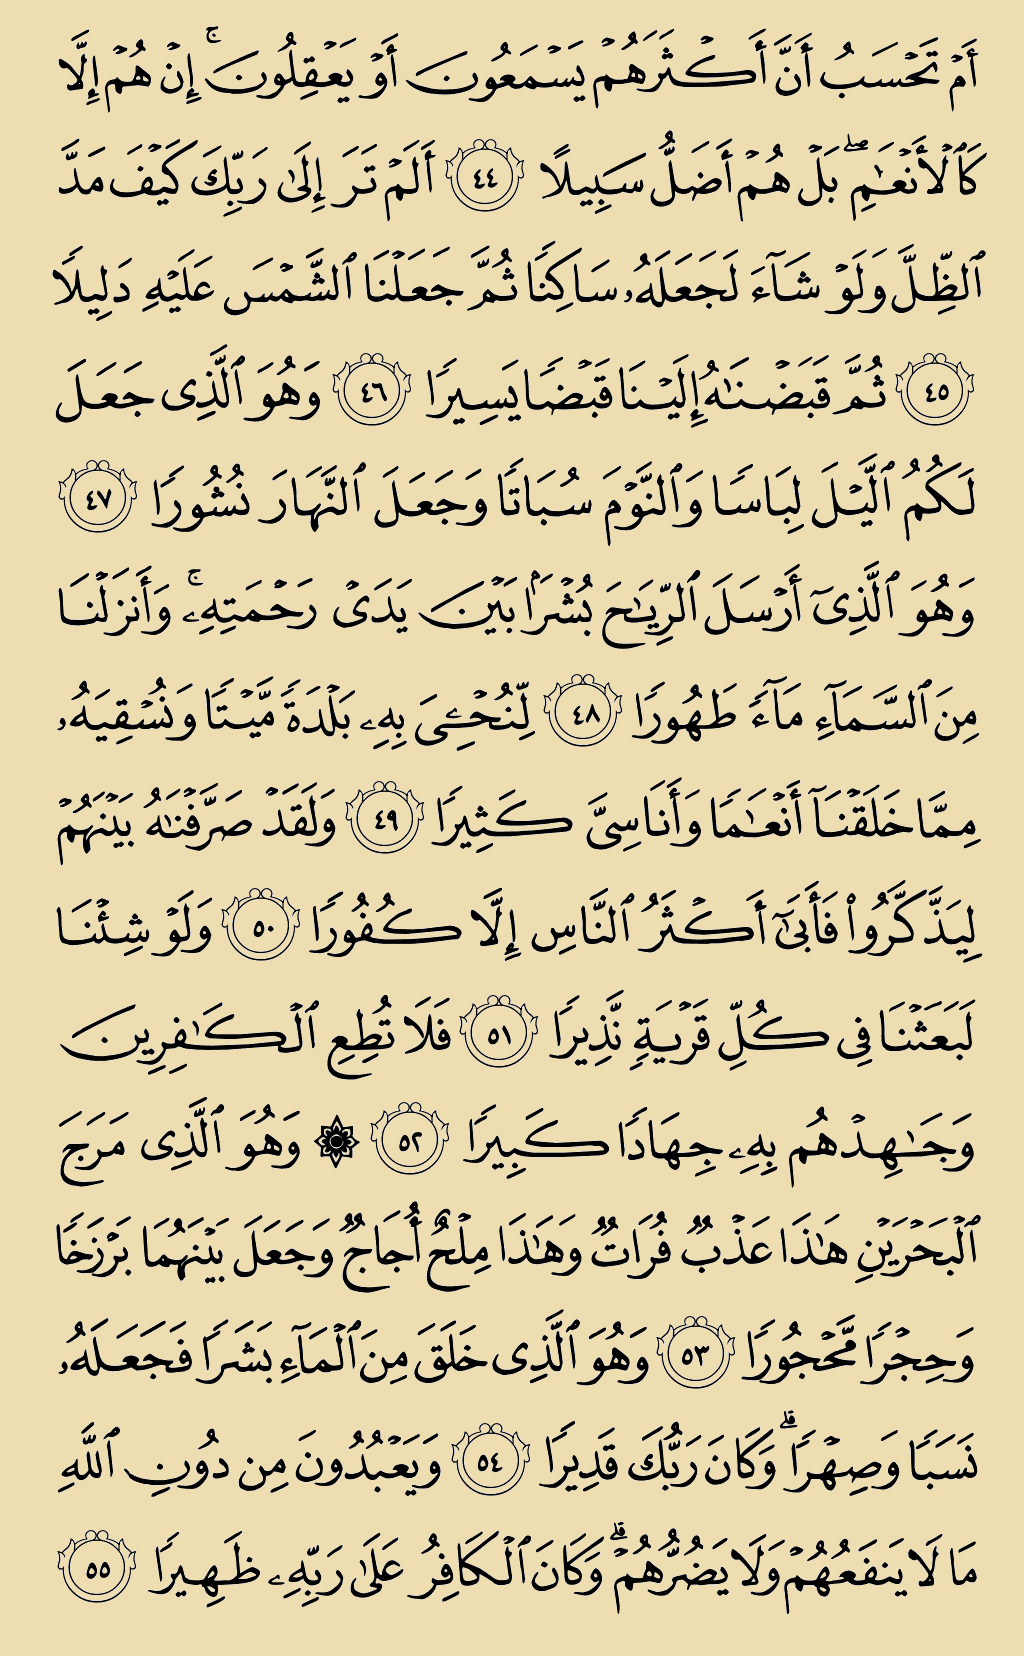 أَمۡ تَحۡسَبُ أَنَّ أَكۡثَرَهُمۡ يَسۡمَعُونَ أَوۡ يَعۡقِلُونَۚ إِنۡ هُمۡ إِلَّا
كَٱلۡأَنۡعَٰمِ بَلۡ هُمۡ أَضَلُّ سَبِيلًا ٤٤ أَلَمۡ تَرَ إِلَىٰ رَبِّكَ كَيۡفَ مَدَّ
ٱلظِّلَّ وَلَوۡ شَآءَ لَجَعَلَهُۥ سَاكِنٗا ثُمَّ جَعَلۡنَا ٱلشَّمۡسَ عَلَيۡهِ دَلِيلٗا
٤٥ ثُمَّ قَبَضۡنَٰهُ إِلَيۡنَا قَبۡضٗا يَسِيرٗا ٤٦ وَهُوَ ٱلَّذِي جَعَلَ
لَكُمُ ٱلَّيۡلَ لِبَاسٗا وَٱلنَّوۡمَ سُبَاتٗا وَجَعَلَ ٱلنَّهَارَ نُشُورٗا ٤٧
وَهُوَ ٱلَّذِيٓ أَرۡسَلَ ٱلرِّيَٰحَ بُشۡرَۢا بَيۡنَ يَدَيۡ رَحۡمَتِهِۦۚ وَأَنزَلۡنَا
مِنَ ٱلسَّمَآءِ مَآءٗ طَهُورٗا ٤٨ لِّنُحۡـِۧيَ بِهِۦ بَلۡدَةٗ مَّيۡتٗا وَنُسۡقِيَهُۥ
مِمَّا خَلَقۡنَآ أَنۡعَٰمٗا وَأَنَاسِيَّ كَثِيرٗا ٤٩ وَلَقَدۡ صَرَّفۡنَٰهُ بَيۡنَهُمۡ
لِيَذَّكَّرُواْ فَأَبَىٰٓ أَكۡثَرُ ٱلنَّاسِ إِلَّا كُفُورٗا ٥٠ وَلَوۡ شِئۡنَا
لَبَعَثۡنَا فِي كُلِّ قَرۡيَةٖ نَّذِيرٗا ٥١ فَلَا تُطِعِ ٱلۡكَٰفِرِينَ
وَجَٰهِدۡهُم بِهِۦ جِهَادٗا كَبِيرٗا ٥٢ ۞ وَهُوَ ٱلَّذِي مَرَجَ
ٱلۡبَحۡرَيۡنِ هَٰذَا عَذۡبٞ فُرَاتٞ وَهَٰذَا مِلۡحٌ أُجَاجٞ وَجَعَلَ بَيۡنَهُمَا بَرۡزَخٗا
وَحِجۡرٗا مَّحۡجُورٗا ٥٣ وَهُوَ ٱلَّذِي خَلَقَ مِنَ ٱلۡمَآءِ بَشَرٗا فَجَعَلَهُۥ
نَسَبٗا وَصِهۡرٗاۗ وَكَانَ رَبُّكَ قَدِيرٗا ٥٤ وَيَعۡبُدُونَ مِن دُونِ ٱللَّهِ
مَا لَا يَنفَعُهُمۡ وَلَا يَضُرُّهُمۡۗ وَكَانَ ٱلۡكَافِرُ عَلَىٰ رَبِّهِۦ ظَهِيرٗا ٥٥